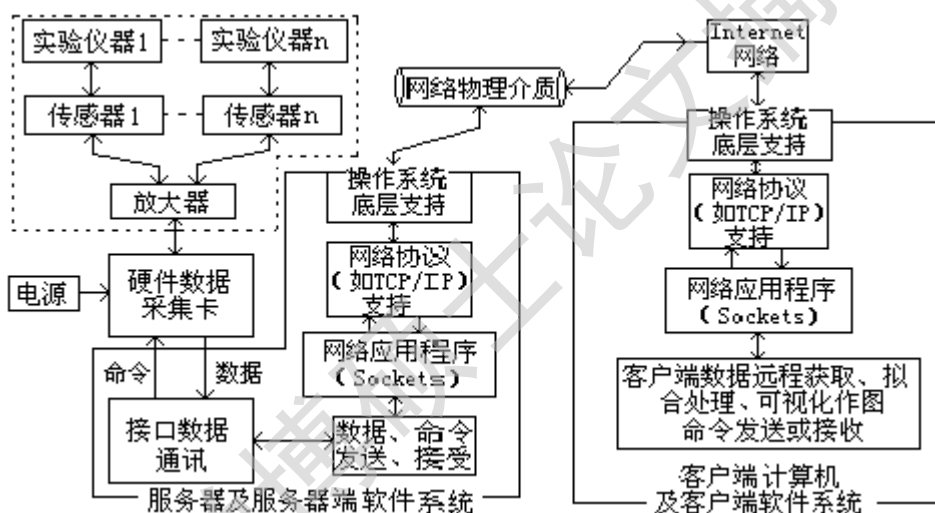 实验仪器1
实验仪器n
传感器1
传感器n
放大器
电源
硬件数据
采集卡
命令
数据
接口数据
通讯
网络物理介质
操作系统
底层支持
网络协议
(如TCP/IP)
支持
网络应用程序
(Sockets)
数据、命令
发送、接受
服务器及服务器端软件系统
Internet
网络
操作系统
底层支持
网络协议
(如TCP/IP)
支持
网络应用程序
(Sockets)
客户端数据远程获取、拟
合处理、可视化作图
命令发送或接收
客户端计算机
及客户端软件系统
博硕士论文